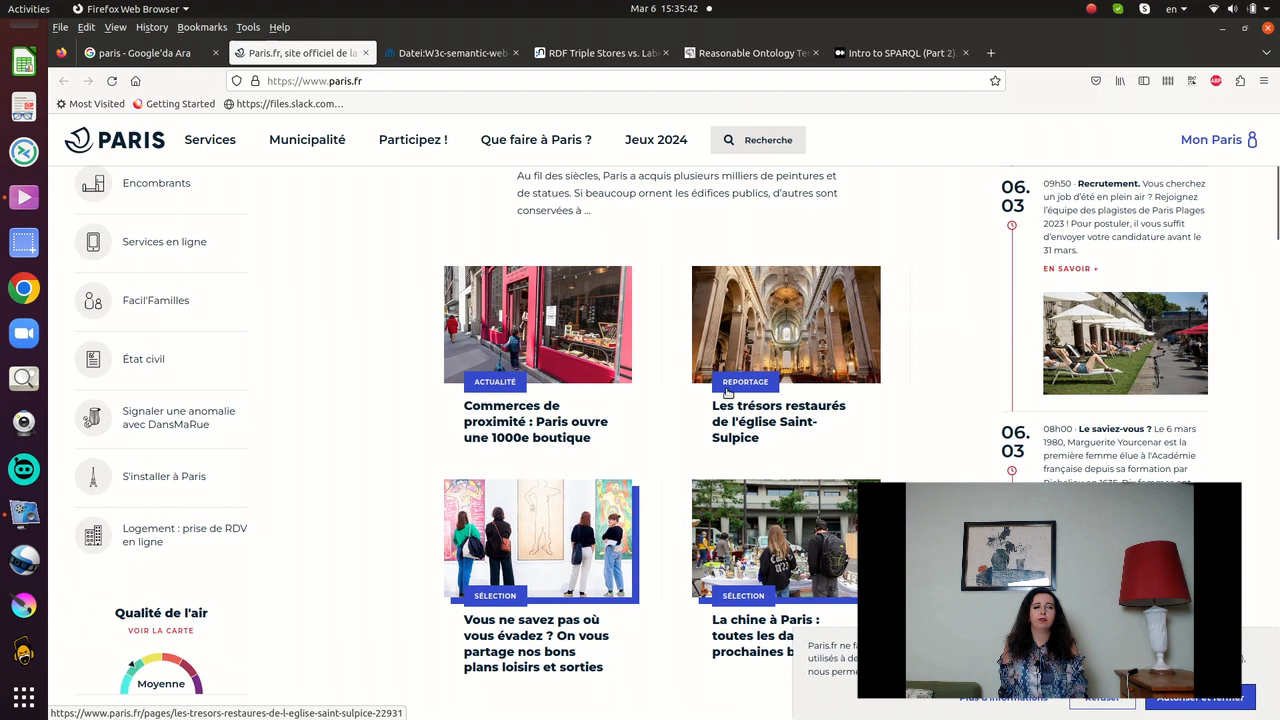 Activities
Firefox Web Browser
Mar 6 15:35:42
en
File Edit View History Bookmarks Tools Help
paris - Google'da Ara
Paris.fr, site officiel de la
Datei:W3c-semantic-web
RDF Triple Stores vs. Lab
Reasonable Ontology Te
Intro to SPARQL (Part 2)
https://www.paris.fr
Most Visited
Getting Started
https://files.slack.com…
PARIS
Services
Municipalité
Participez !
Que faire à Paris ?
Jeux 2024
Recherche
Mon Paris
Encombrants
Services en ligne
Facil'Familles
État civil
Signaler une anomalie
avec DansMaRue
S'installer à Paris
Logement : prise de RDV
en ligne
Qualité de l'air
VOIR LA CARTE
Moyenne
Au fil des siècles, Paris a acquis plusieurs milliers de peintures et
de statues. Si beaucoup ornent les édifices publics, d'autres sont
conservées à ...
ACTUALITÉ
Commerces de
proximité : Paris ouvre
une 1000e boutique
REPORTAGE
Les trésors restaurés
de l'église Saint-
Sulpice
SÉLECTION
Vous ne savez pas où
vous évadez ? On vous
partage nos bons
plans loisirs et sorties
SÉLECTION
La chine à Paris :
toutes les da
prochaines b
06.
03
09h50 · Recrutement. Vous cherchez
un job d'été en plein air ? Rejoignez
l'équipe des plagistes de Paris Plages
2023 ! Pour postuler, il vous suffit
d'envoyer votre candidature avant le
31 mars.
EN SAVOIR +
06.
03
08h00 · Le saviez-vous ? Le 6 mars
1980, Marguerite Yourcenar est la
première femme élue à l'Académie
française depuis sa formation par
Paris.fr ne fa
utilisés à de
nous perme
https://www.paris.fr/pages/les-tresors-restaures-de-l-eglise-saint-sulpice-22931